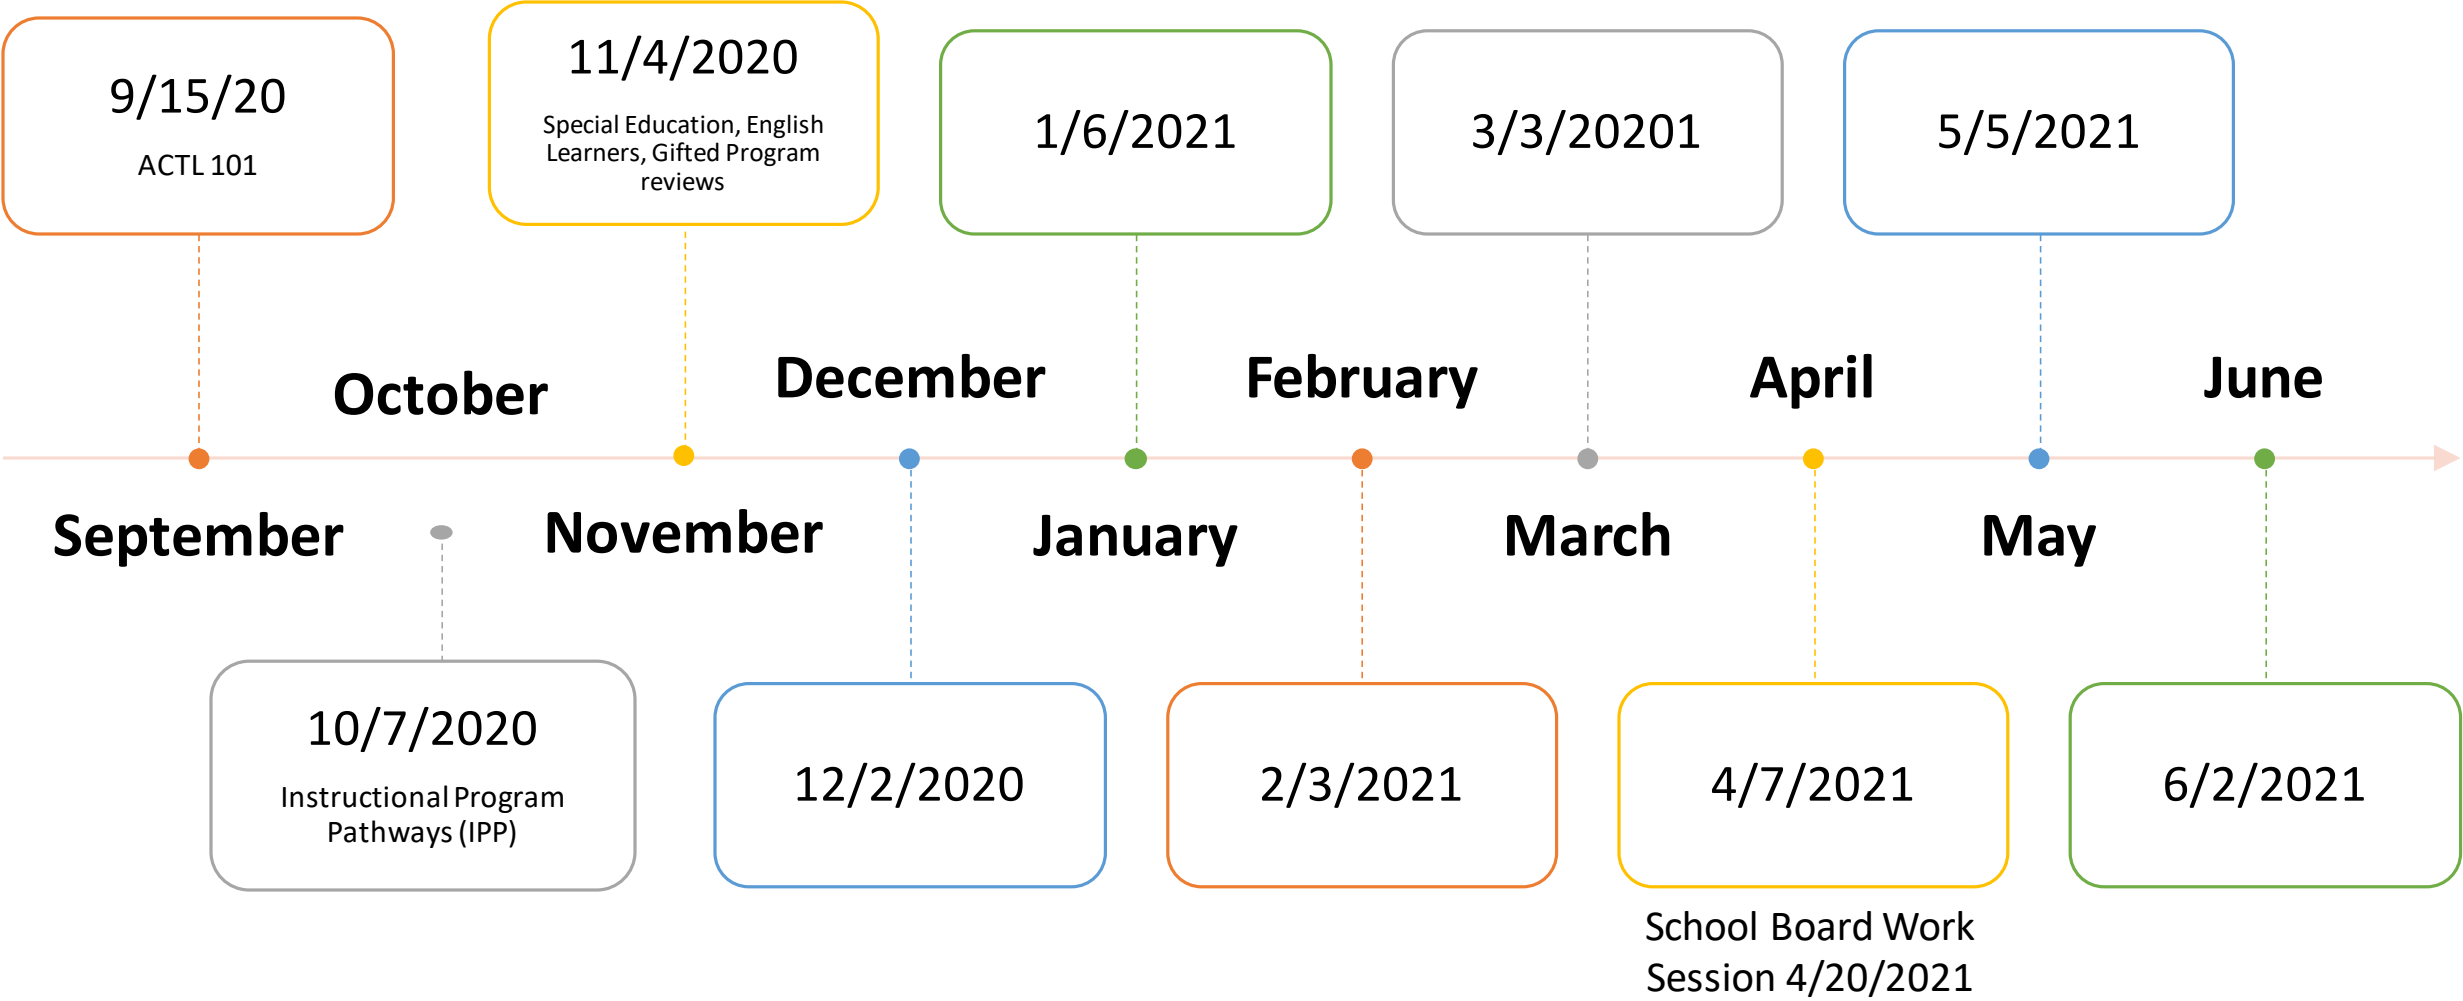 9/15/20
ACTL 101
11/4/2020
Special Education, English
Learners, Gifted Program
reviews
1/6/2021
3/3/20201
5/5/2021
October
December
February
April
June
September
November
January
March
May
10/7/2020
Instructional Program
Pathways (IPP)
12/2/2020
2/3/2021
4/7/2021
6/2/2021
School Board Work
Session 4/20/2021